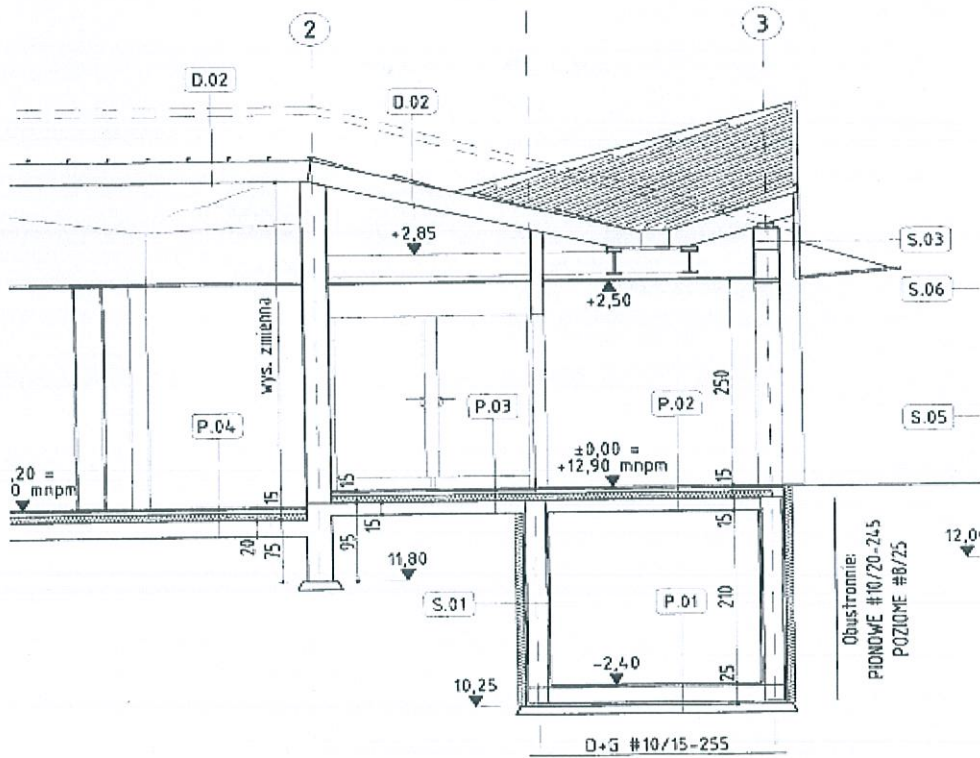 2
3
D.02
D.02
+2,85
S.03
+2,50
S.06
wys. zmienna
250
P.03
P.02
P.04
S.05
±0,00 =
+12,90 mnpm
,20 =
0 mnpm
15
15
15
15
15
20
75
95
11,80
12,00
S.01
P.01
210
Obustronnie:
PIONOWE #10/20-245
POZIOME #8/25
-2,40
25
10,25
D+G #10/15-255